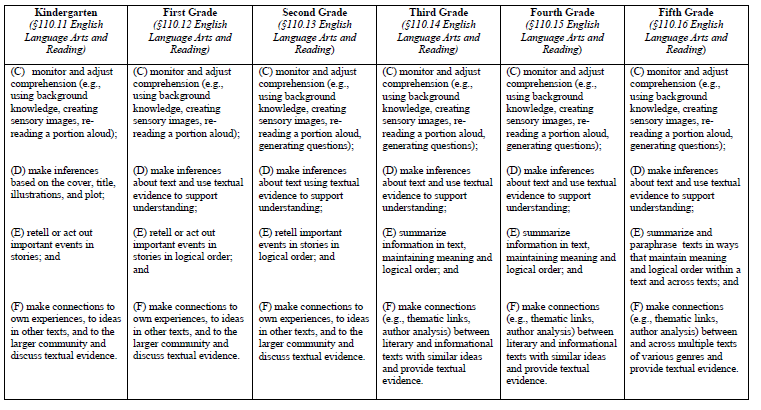 Kindergarten
(§110.11 English
Language Arts and
Reading)
First Grade
(§110.12 English
Language Arts and
Reading)
Second Grade
(§110.13 English
Language Arts and
Reading)
Third Grade
(§110.14 English
Language Arts and
Reading)
Fourth Grade
(§110.15 English
Language Arts and
Reading)
Fifth Grade
(§110.16 English
Language Arts and
Reading)
(C) monitor and adjust
comprehension (e.g.,
using background
knowledge, creating
sensory images, re-
reading a portion aloud);
(C) monitor and adjust
comprehension (e.g.,
using background
knowledge, creating
sensory images, re-
reading a portion aloud);
(C) monitor and adjust
comprehension (e.g.,
using background
knowledge, creating
sensory images, re-
reading a portion aloud,
generating questions);
(C) monitor and adjust
comprehension (e.g.,
using background
knowledge, creating
sensory images, re-
reading a portion aloud,
generating questions);
(C) monitor and adjust
comprehension (e.g.,
using background
knowledge, creating
sensory images, re-
reading a portion aloud,
generating questions);
(C) monitor and adjust
comprehension (e.g.,
using background
knowledge, creating
sensory images, re-
reading a portion aloud,
generating questions);
(D) make inferences
based on the cover, title,
illustrations, and plot;
(D) make inferences
about text and use textual
evidence to support
understanding;
(D) make inferences
about text using textual
evidence to support
understanding;
(D) make inferences
about text and use textual
evidence to support
understanding;
(D) make inferences
about text and use textual
evidence to support
understanding;
(D) make inferences
about text and use textual
evidence to support
understanding;
(E) retell or act out
important events in
stories; and
(E) retell or act out
important events in
stories in logical order;
and
(E) retell important
events in stories in
logical order; and
(E) summarize
information in text,
maintaining meaning and
logical order; and
(E) summarize
information in text,
maintaining meaning and
logical order; and
(E) summarize and
paraphrase texts in ways
that maintain meaning
and logical order within a
text and across texts; and
(F) make connections to
own experiences, to ideas
in other texts, and to the
larger community and
discuss textual evidence.
(F) make connections to
own experiences, to ideas
in other texts, and to the
larger community and
discuss textual evidence.
(F) make connections to
own experiences, to ideas
in other texts, and to the
larger community and
discuss textual evidence.
(F) make connections
(e.g., thematic links,
author analysis) between
literary and informational
texts with similar ideas
and provide textual
evidence.
(F) make connections
(e.g., thematic links,
author analysis) between
literary and informational
texts with similar ideas
and provide textual
evidence.
(F) make connections
(e.g., thematic links,
author analysis) between
and across multiple texts
of various genres and
provide textual evidence.